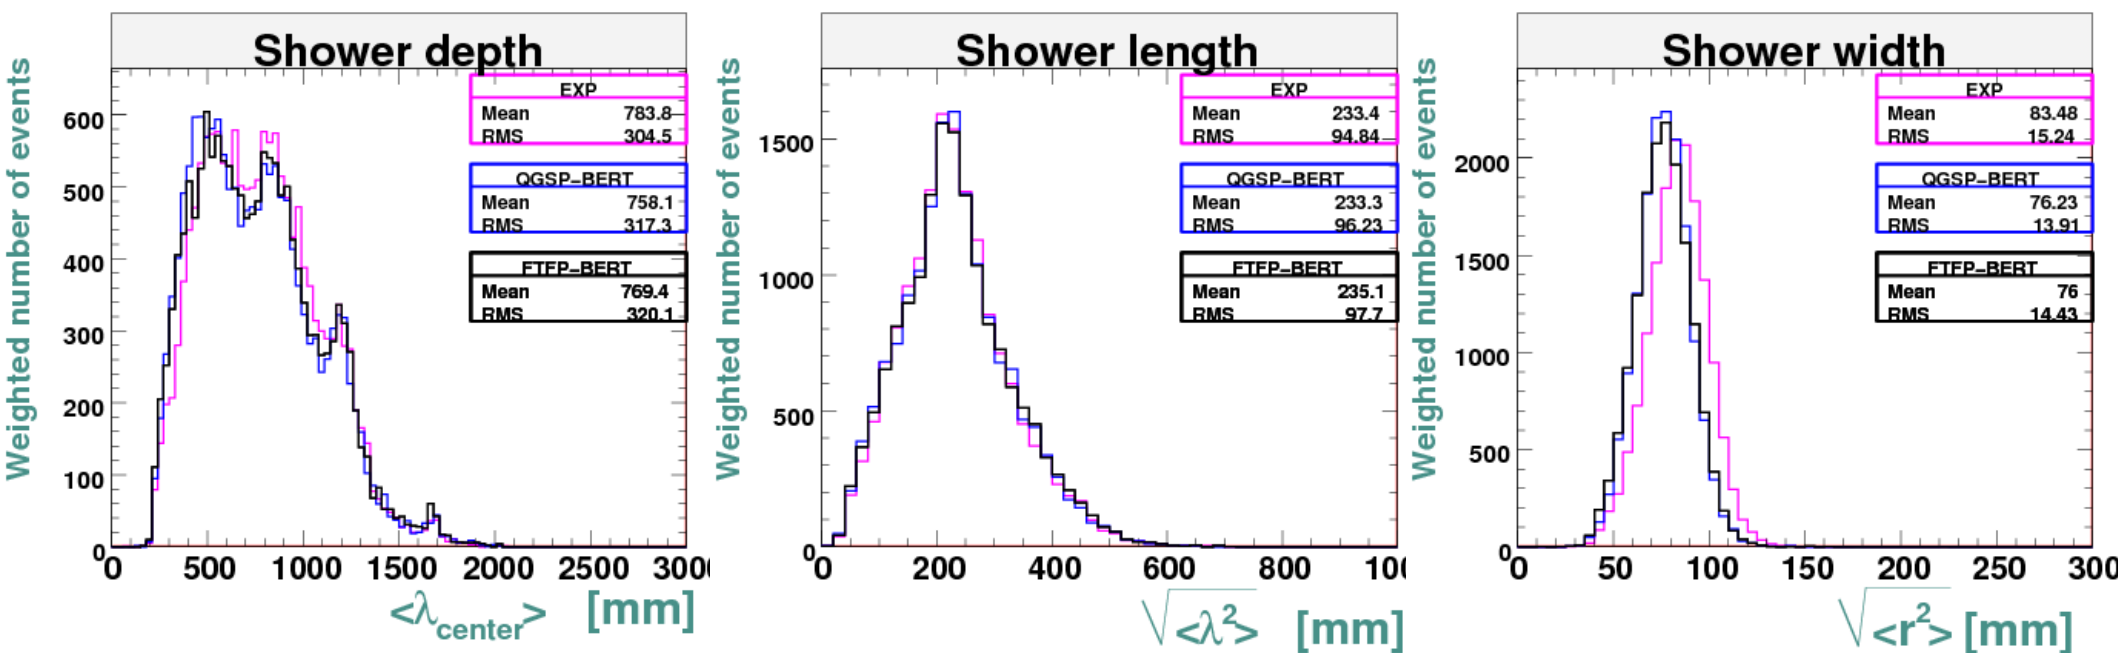 Shower depth
Weighted number of events
600
500
400
300
200
100
0
0 500 1000 1500 2000 2500 300
EXP
Mean 783.8
RMS 304.5
QGSP–BERT
Mean 758.1
RMS 317.3
FTFP–BERT
Mean 769.4
RMS 320.1
<λcenter> [mm]
Shower length
Weighted number of events
1500
1000
500
0
0 200 400 600 800 100
EXP
Mean 233.4
RMS 94.84
QGSP–BERT
Mean 233.3
RMS 96.23
FTFP–BERT
Mean 235.1
RMS 97.7
√<λ²> [mm]
Shower width
Weighted number of events
2000
1500
1000
500
0
0 50 100 150 200 250 300
EXP
Mean 83.48
RMS 15.24
QGSP–BERT
Mean 76.23
RMS 13.91
FTFP–BERT
Mean 76
RMS 14.43
√<r²> [mm]